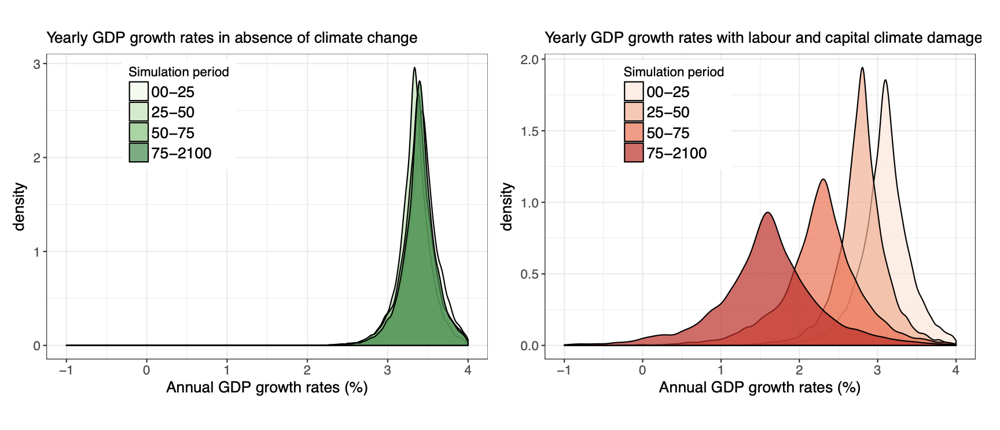 Yearly GDP growth rates in absence of climate change
3
2
1
0
density
Simulation period
00−25
25−50
50−75
75−2100
−1 0 1 2 3 4
Annual GDP growth rates (%)
Yearly GDP growth rates with labour and capital climate damage
2.0
1.5
1.0
0.5
0.0
density
Simulation period
00−25
25−50
50−75
75−2100
−1 0 1 2 3 4
Annual GDP growth rates (%)